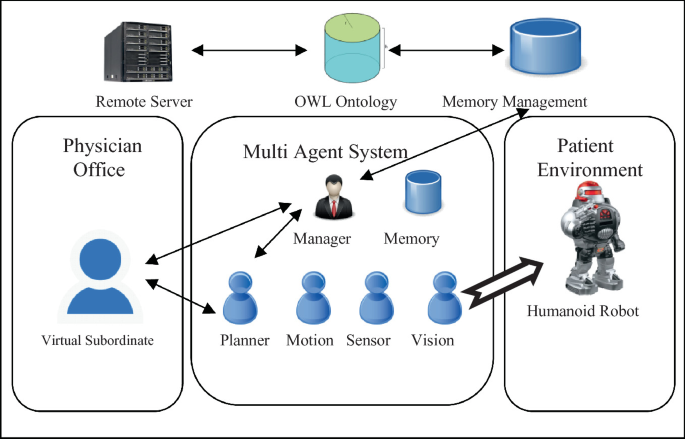 Remote Server
OWL Ontology
Memory Management
Physician
Office
Virtual Subordinate
Multi Agent System
Manager
Memory
Planner
Motion
Sensor
Vision
Patient
Environment
Humanoid Robot